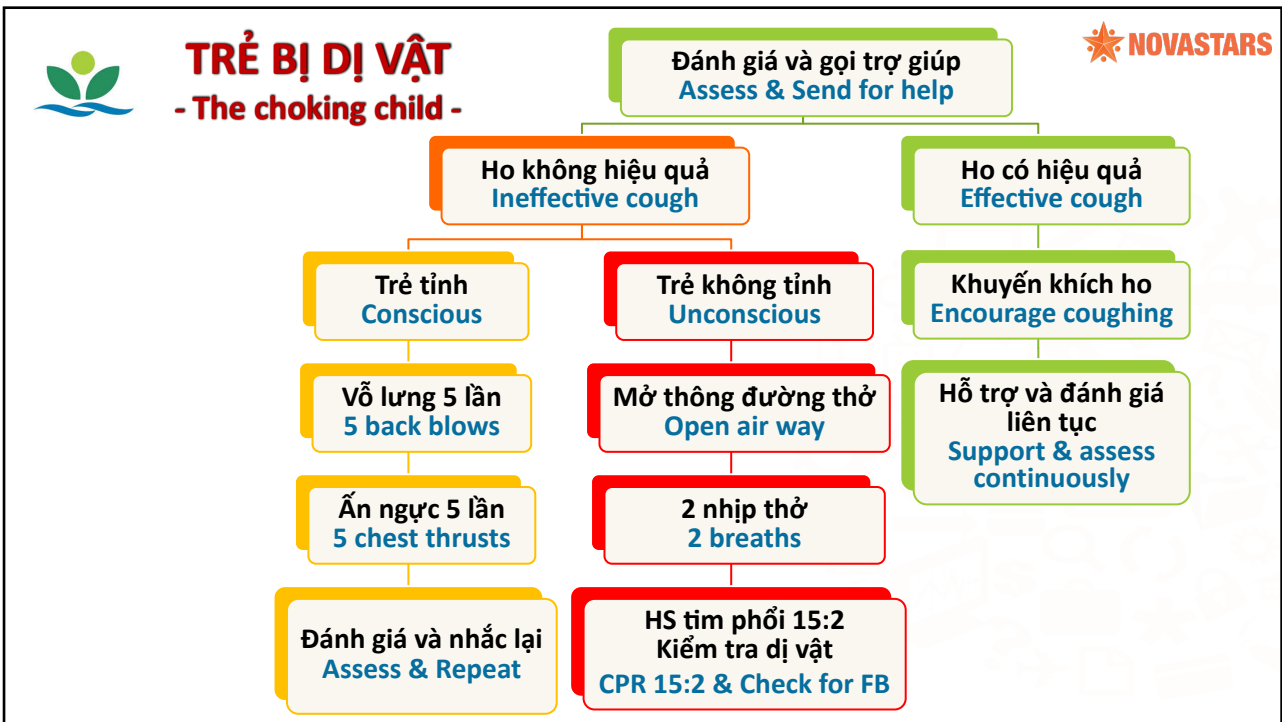 TRẺ BỊ DỊ VẬT
- The choking child -
NOVASTARS
Đánh giá và gọi trợ giúp
Assess & Send for help
Ho không hiệu quả
Ineffective cough
Ho có hiệu quả
Effective cough
Trẻ tỉnh
Conscious
Trẻ không tỉnh
Unconscious
Khuyến khích ho
Encourage coughing
Vỗ lưng 5 lần
5 back blows
Mở thông đường thở
Open air way
Hỗ trợ và đánh giá
liên tục
Support & assess
continuously
Ấn ngực 5 lần
5 chest thrusts
2 nhịp thở
2 breaths
Đánh giá và nhắc lại
Assess & Repeat
HS tim phổi 15:2
Kiểm tra dị vật
CPR 15:2 & Check for FB